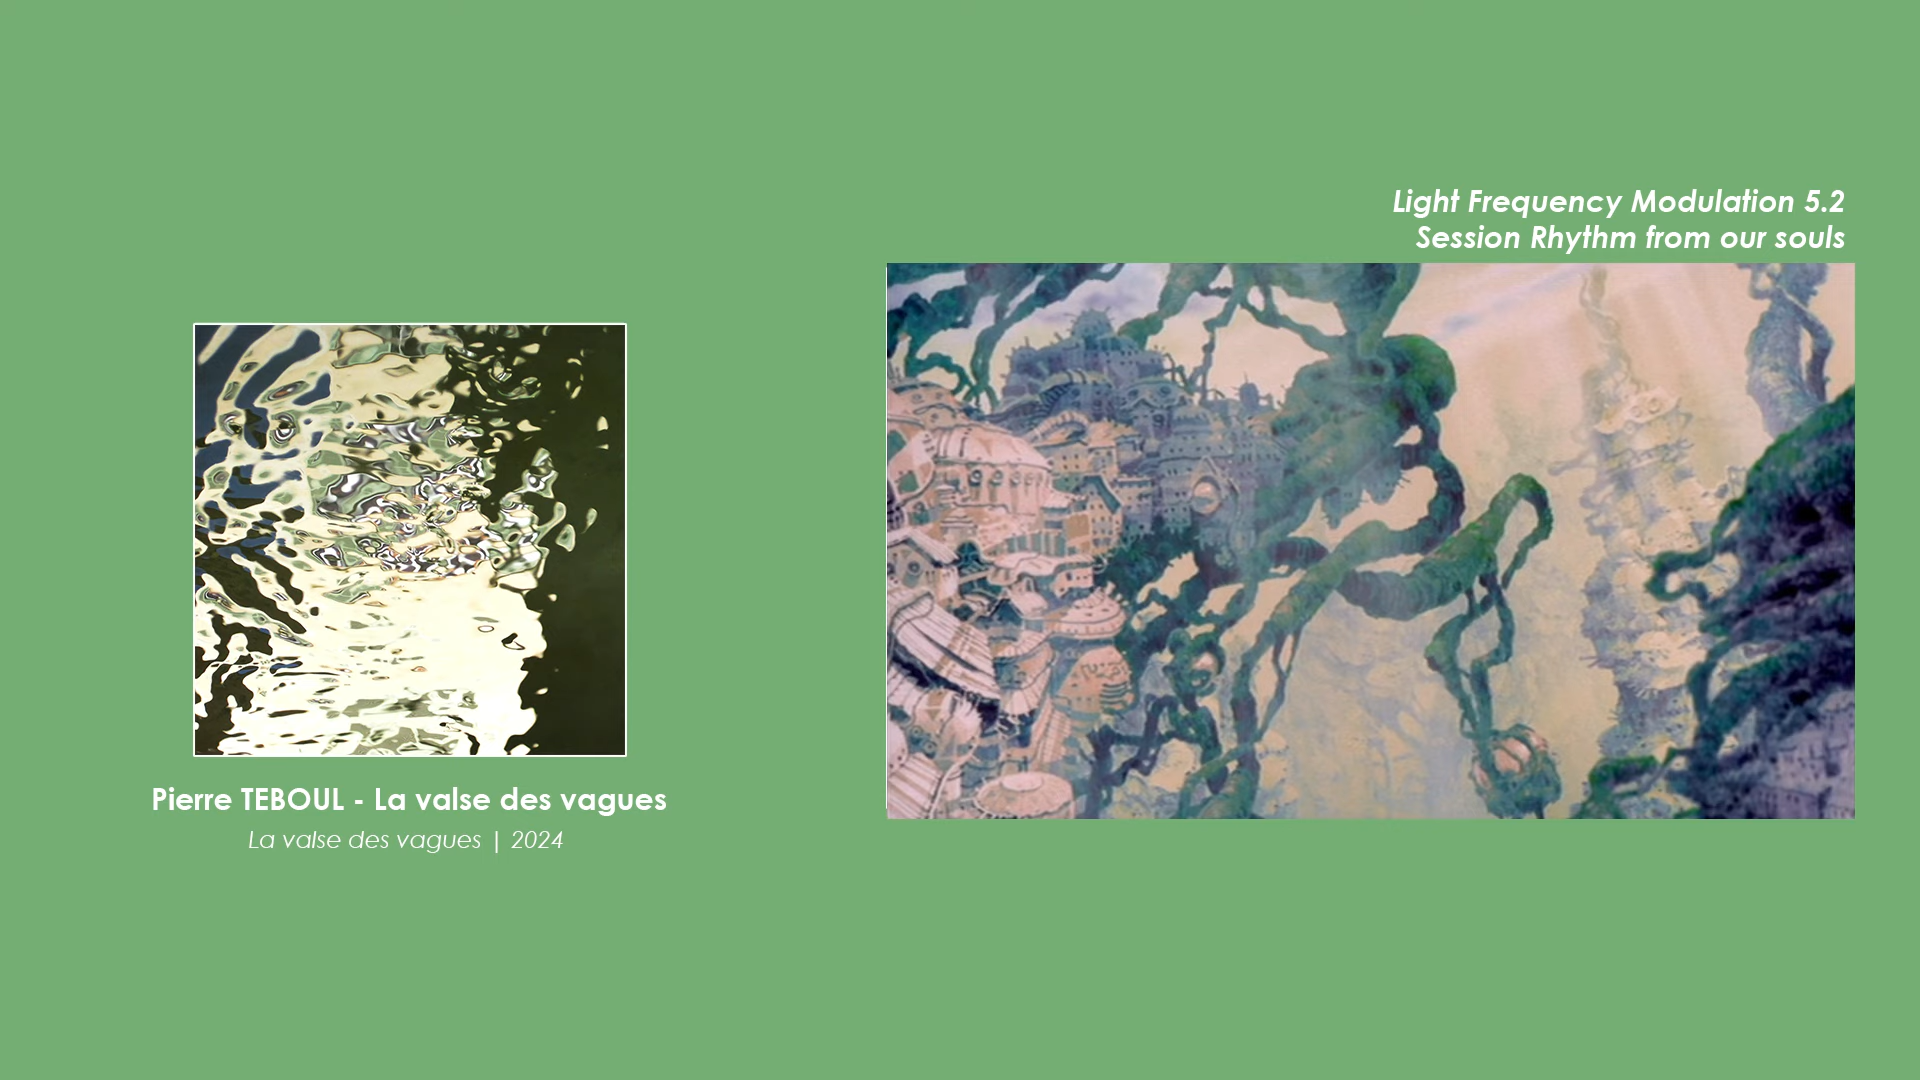 Light Frequency Modulation 5.2
Session Rhythm from our souls
Pierre TEBOUL - La valse des vagues
La valse des vagues | 2024